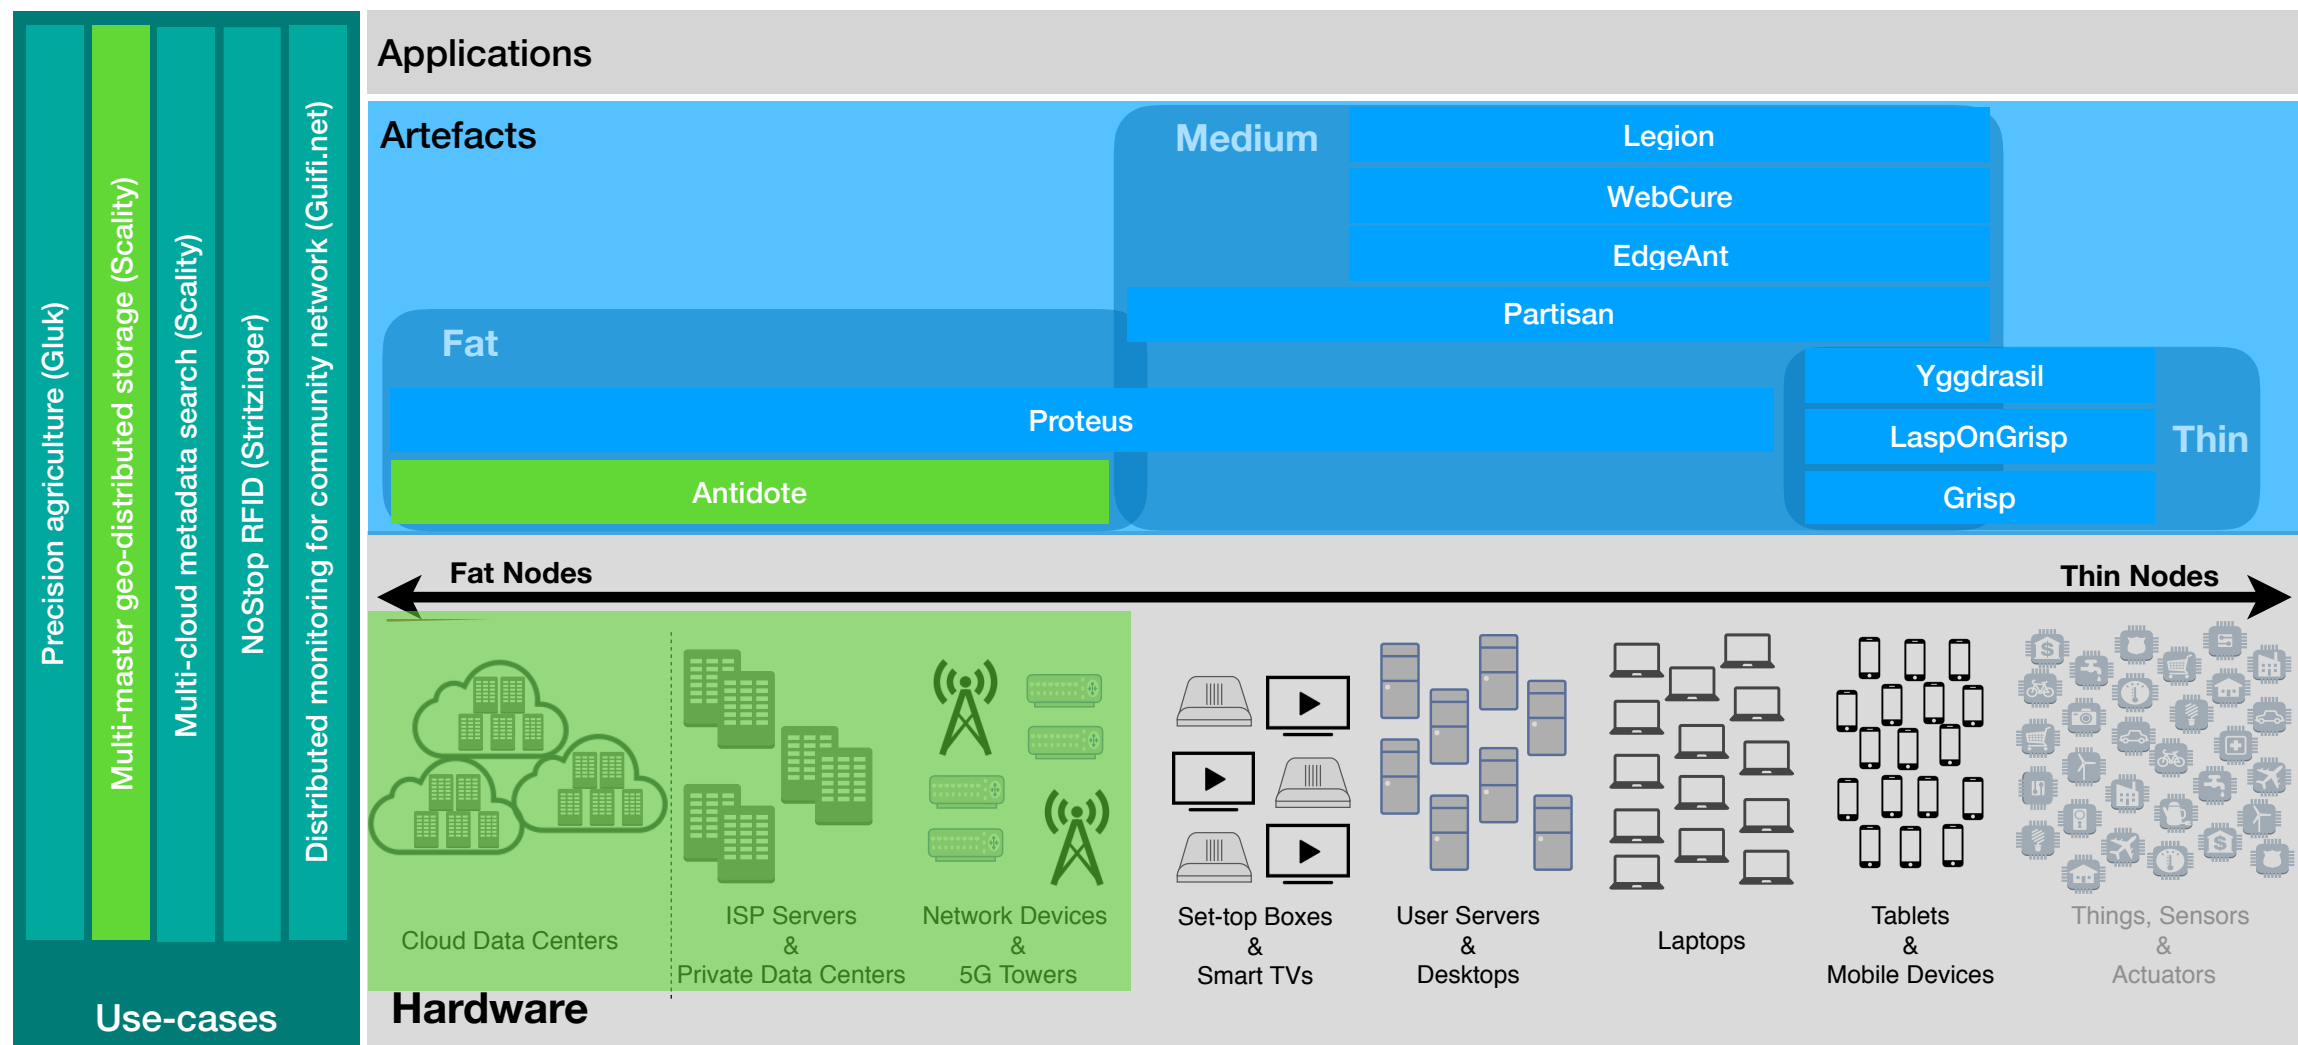 Precision agriculture (Gluk)
Multi-master geo-distributed storage (Scality)
Multi-cloud metadata search (Scality)
NoStop RFID (Stritzinger)
Distributed monitoring for community network (Guifi.net)
Use-cases
Applications
Artefacts
Medium
Legion
WebCure
EdgeAnt
Partisan
Fat
Proteus
Antidote
Yggdrasil
LaspOnGrisp
Grisp
Thin
Fat Nodes
Thin Nodes
Cloud Data Centers
ISP Servers
&
Private Data Centers
Network Devices
&
5G Towers
Set-top Boxes
&
Smart TVs
User Servers
&
Desktops
Laptops
Tablets
&
Mobile Devices
Things, Sensors
&
Actuators
Hardware